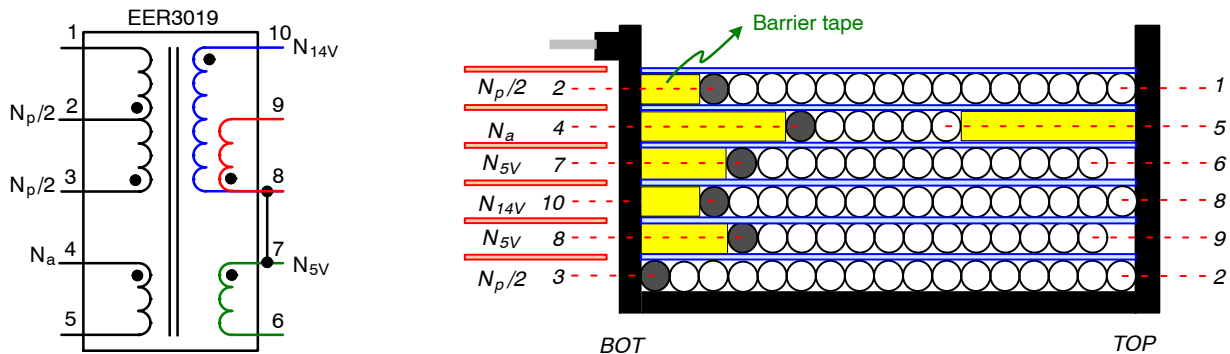 EER3019
1 10 N14V
2 9
Np/2
Np/2 3 8
Na 4 7 N5V
5 6
Barrier tape
Np/2 2 1
Na 4 5
N5V 7 6
N14V 10 8
N5V 8 9
Np/2 3 2
BOT TOP